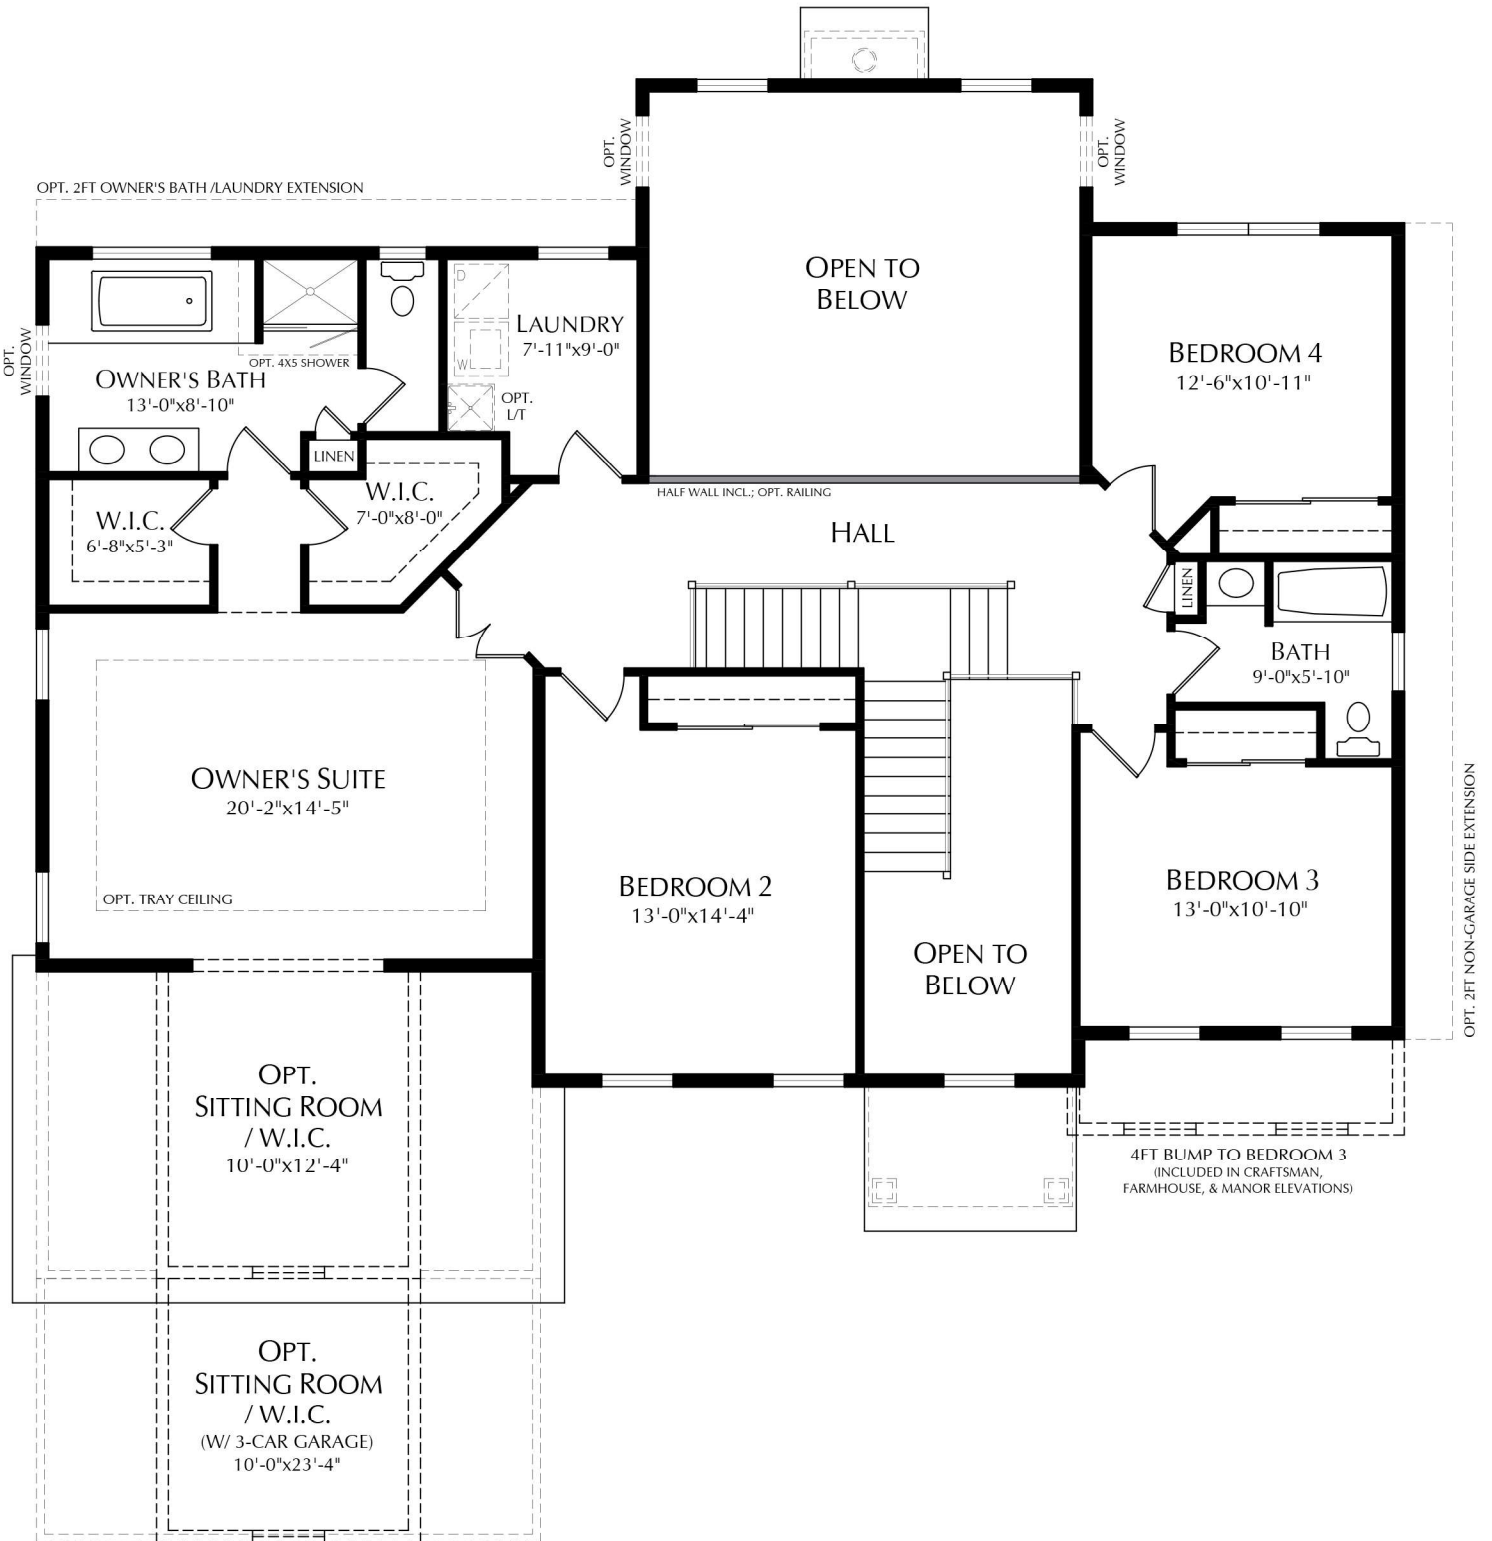 OPT.
WINDOW
OPT.
WINDOW
OPT. 2FT OWNER'S BATH /LAUNDRY EXTENSION
OPEN TO
BELOW
D
W
LAUNDRY
7'-11"x9'-0"
OPT.
L/T
OPT.
WINDOW
OPT. 4X5 SHOWER
OWNER'S BATH
13'-0"x8'-10"
LINEN
BEDROOM 4
12'-6"x10'-11"
W.I.C.
6'-8"x5'-3"
W.I.C.
7'-0"x8'-0"
HALF WALL INCL.; OPT. RAILING
HALL
LINEN
BATH
9'-0"x5'-10"
OWNER'S SUITE
20'-2"x14'-5"
OPT. TRAY CEILING
BEDROOM 2
13'-0"x14'-4"
OPEN TO
BELOW
BEDROOM 3
13'-0"x10'-10"
OPT. 2FT NON-GARAGE SIDE EXTENSION
OPT.
SITTING ROOM
/ W.I.C.
10'-0"x12'-4"
4FT BUMP TO BEDROOM 3
(INCLUDED IN CRAFTSMAN,
FARMHOUSE, & MANOR ELEVATIONS)
OPT.
SITTING ROOM
/ W.I.C.
(W/ 3-CAR GARAGE)
10'-0"x23'-4"